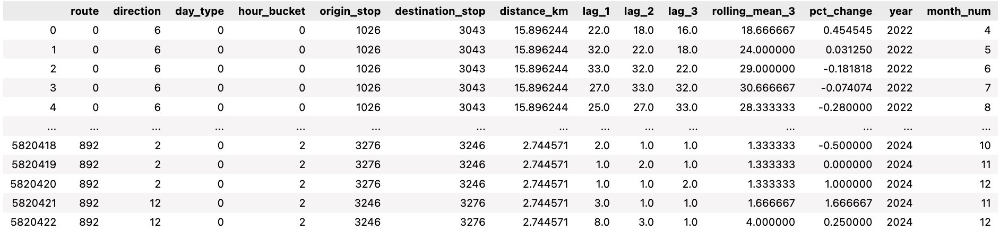 route direction day_type hour_bucket origin_stop destination_stop distance_km lag_1 lag_2 lag_3 rolling_mean_3 pct_change year month_num
0 0 6 0 0 1026 3043 15.896244 22.0 18.0 16.0 18.666667 0.454545 2022 4
1 0 6 0 0 1026 3043 15.896244 32.0 22.0 18.0 24.000000 0.031250 2022 5
2 0 6 0 0 1026 3043 15.896244 33.0 32.0 22.0 29.000000 -0.181818 2022 6
3 0 6 0 0 1026 3043 15.896244 27.0 33.0 32.0 30.666667 -0.074074 2022 7
4 0 6 0 0 1026 3043 15.896244 25.0 27.0 33.0 28.333333 -0.280000 2022 8
... ... ... ... ... ... ... ... ... ... ... ... ... ... ...
5820418 892 2 0 2 3276 3246 2.744571 2.0 1.0 1.0 1.333333 -0.500000 2024 10
5820419 892 2 0 2 3276 3246 2.744571 1.0 2.0 1.0 1.333333 0.000000 2024 11
5820420 892 2 0 2 3276 3246 2.744571 1.0 1.0 2.0 1.333333 1.000000 2024 12
5820421 892 12 0 2 3246 3276 2.744571 3.0 1.0 1.0 1.666667 1.666667 2024 11
5820422 892 12 0 2 3246 3276 2.744571 8.0 3.0 1.0 4.000000 0.250000 2024 12